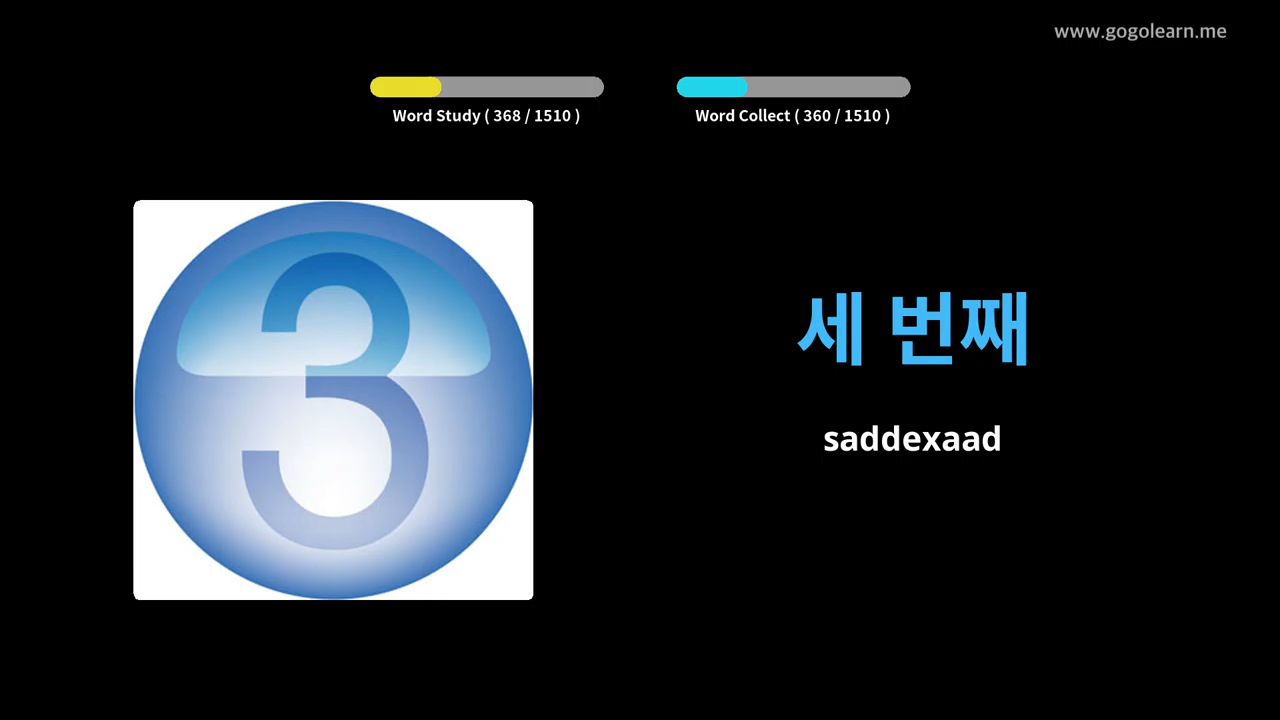 www.gogolearn.me
Word Study ( 368 / 1510 )
Word Collect ( 360 / 1510 )
3
세 번째
saddexaad